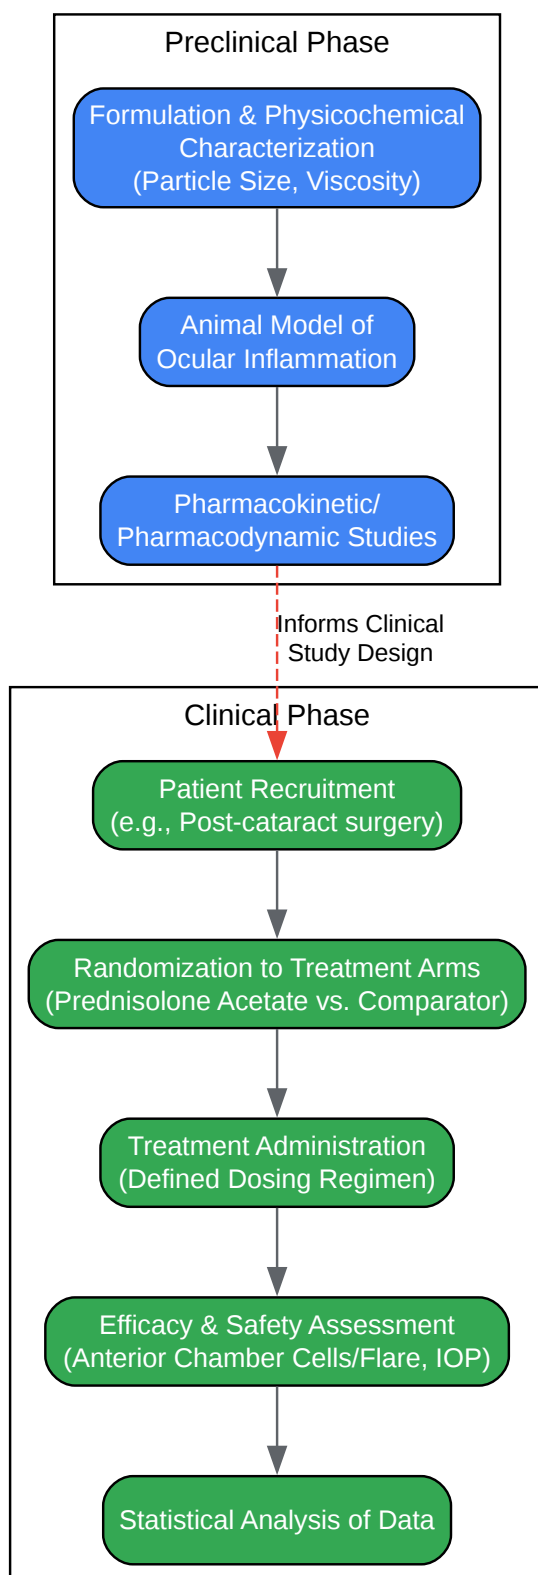 Preclinical Phase
Formulation & Physicochemical
Characterization
(Particle Size, Viscosity)
Animal Model of
Ocular Inflammation
Pharmacokinetic/
Pharmacodynamic Studies
Informs Clinical
Study Design
Clinical Phase
Patient Recruitment
(e.g., Post-cataract surgery)
Randomization to Treatment Arms
(Prednisolone Acetate vs. Comparator)
Treatment Administration
(Defined Dosing Regimen)
Efficacy & Safety Assessment
(Anterior Chamber Cells/Flare, IOP)
Statistical Analysis of Data